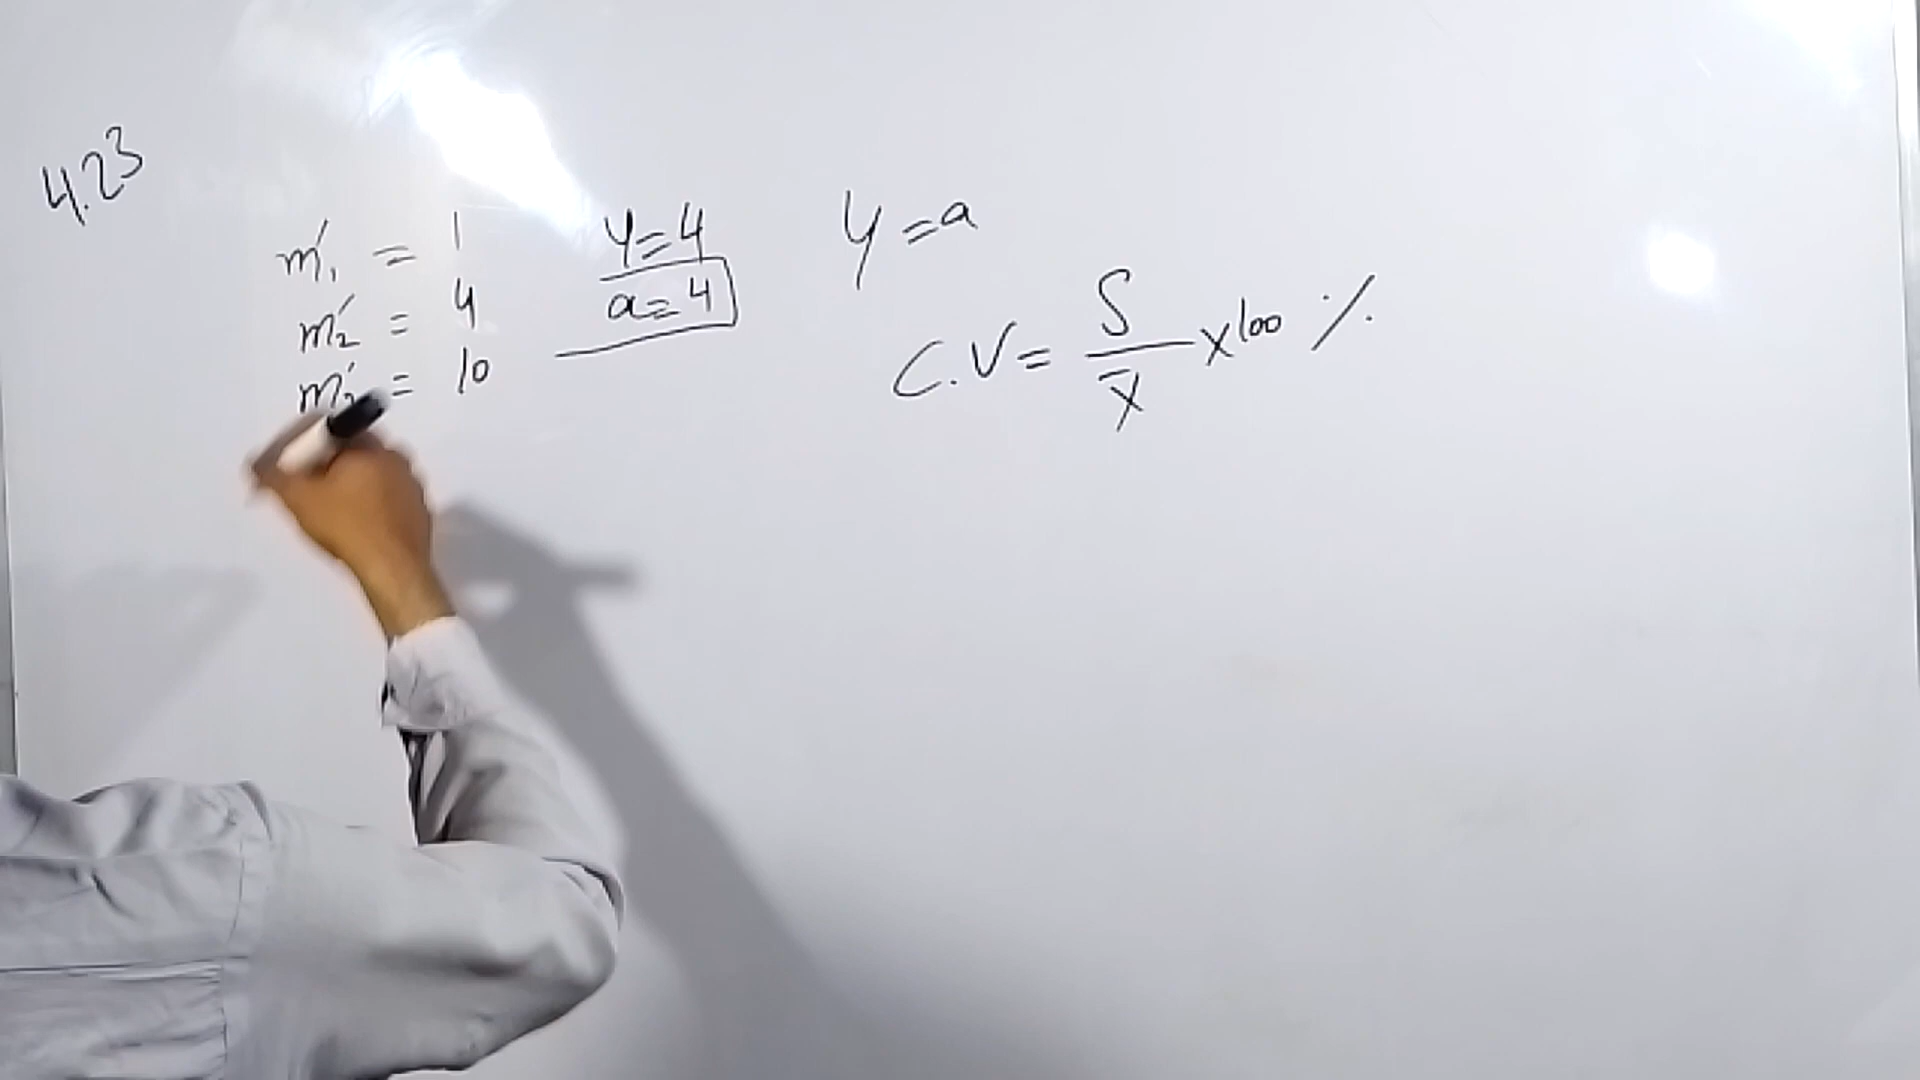 4.23
m'₁ = 1
m'₂ = 4
m'₃ = 10
y=4
a=4
y=a
C.V = S/x̄ ×100 %